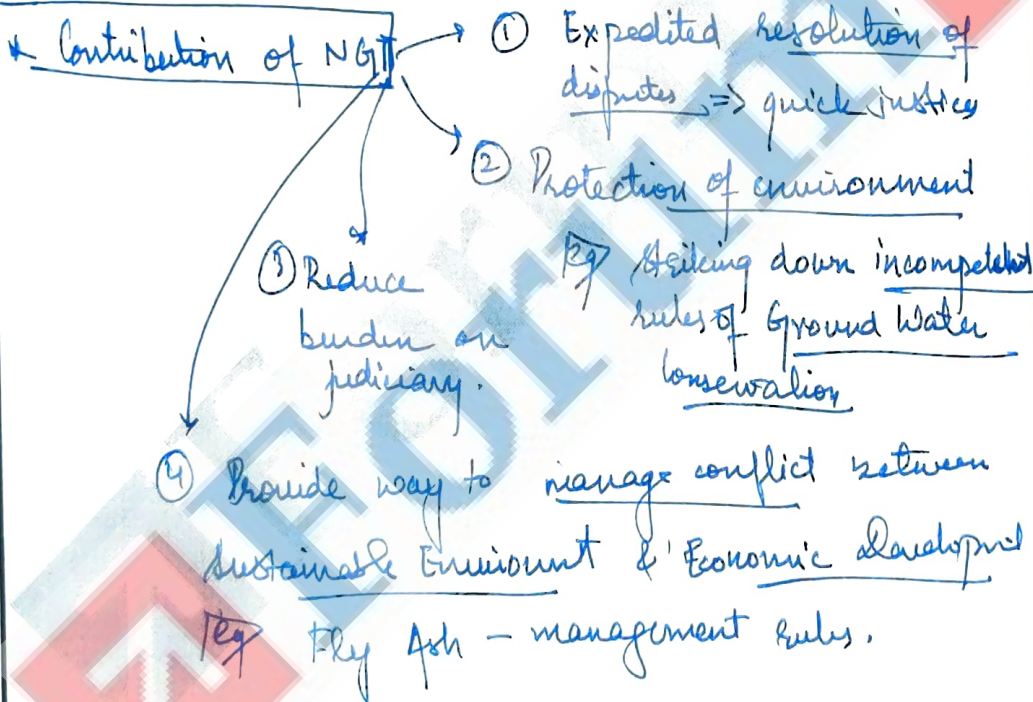 * Contribution of NGT
① Expedited resolution of
disputes => quick justice
② Protection of environment
eg striking down incompetent
rules of Ground Water
Conservation
③ Reduce
burden on
judiciary.
④ Provide way to manage conflict between
Sustainable Enviornment & Economic Development
eg Fly Ash - management rules.
Forum